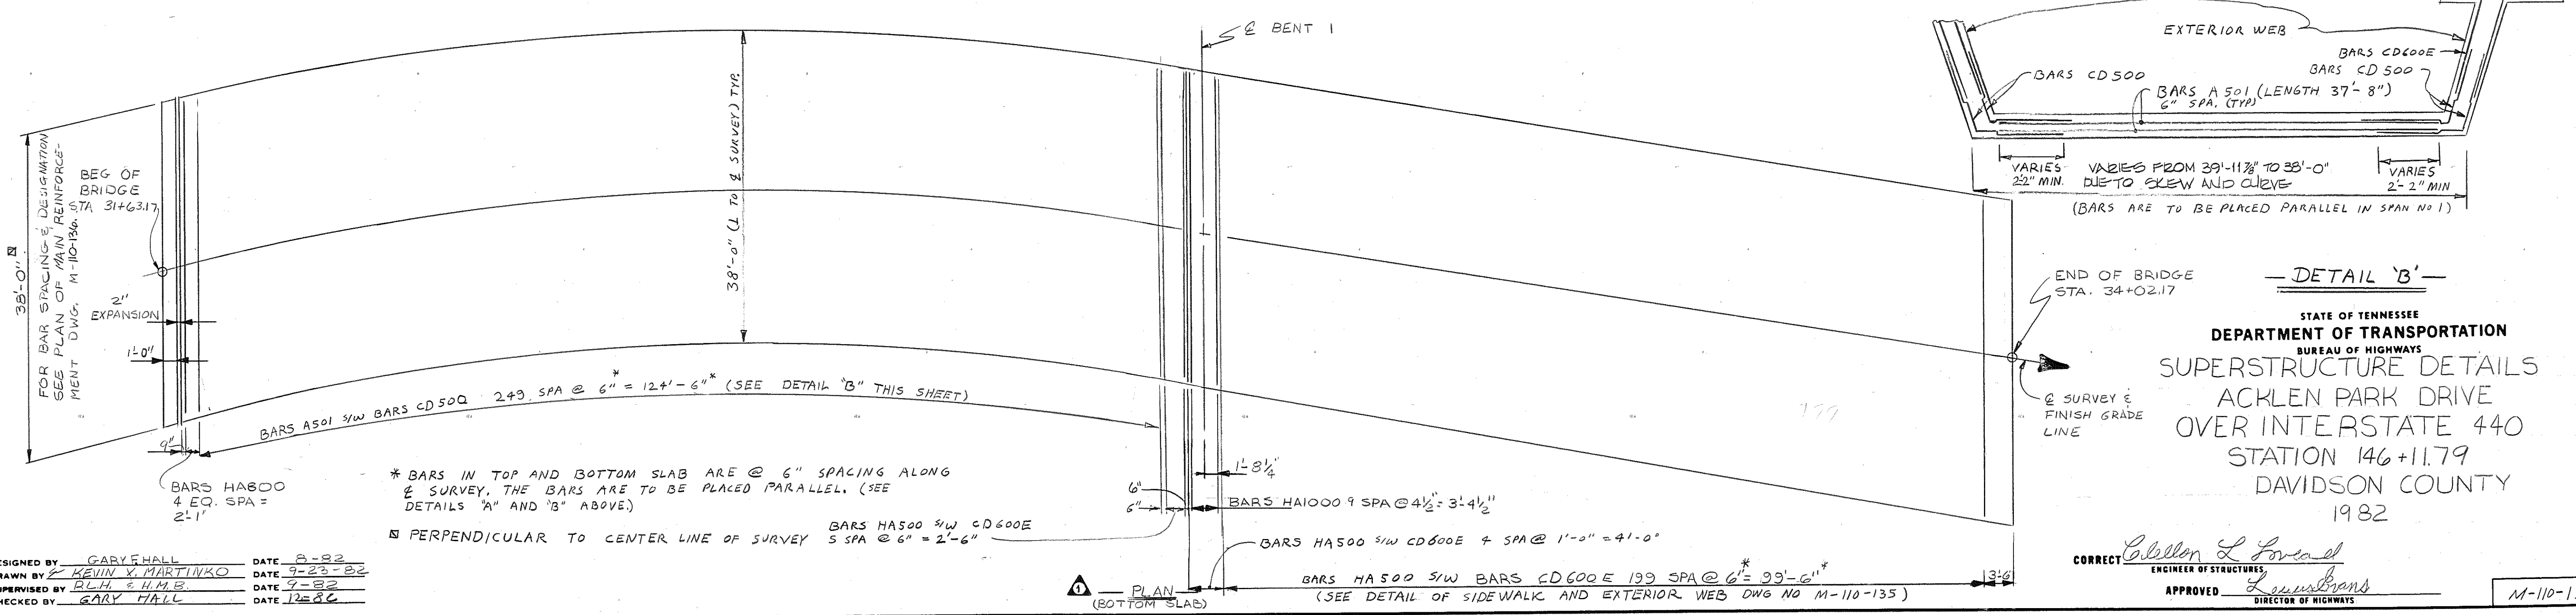 ℄ BENT 1
EXTERIOR WEB
BARS CD600E
BARS CD 500
BARS CD 500
BARS A 501 (LENGTH 37'-8")
6" SPA. (TYP)
VARIES
2'-2" MIN.
VARIES FROM 39'-11⅞" TO 38'-0"
DUE TO SKEW AND CURVE
VARIES
2'-2" MIN
(BARS ARE TO BE PLACED PARALLEL IN SPAN NO 1)
— DETAIL 'B' —
38'-0"
FOR BAR SPACING & DESIGNATION
SEE PLAN OF MAIN REINFORCE-
MENT DWG. M-110-136.
BEG OF
BRIDGE
STA 31+63.17
2"
EXPANSION
1'-0"
38'-0" (⊥ TO ℄ SURVEY) TYP.
BARS A501 S/W BARS CD 500 249 SPA @ 6"* = 124'-6"* (SEE DETAIL "B" THIS SHEET)
9"
BARS HA800
4 EQ. SPA =
2'-1"
* BARS IN TOP AND BOTTOM SLAB ARE @ 6" SPACING ALONG
℄ SURVEY. THE BARS ARE TO BE PLACED PARALLEL. (SEE
DETAILS "A" AND "B" ABOVE.)
PERPENDICULAR TO CENTER LINE OF SURVEY
BARS HA500 S/W CD600E
5 SPA @ 6" = 2'-6"
6"
6"
1'-8¼"
BARS HA1000 9 SPA @ 4½" = 3'-4½"
BARS HA500 S/W CD600E 4 SPA @ 1'-0" = 4'-0"
BARS HA 500 S/W BARS CD 600 E 199 SPA @ 6"* = 99'-6"*
(SEE DETAIL OF SIDEWALK AND EXTERIOR WEB DWG NO M-110-135)
3'-6"
1
— PLAN —
(BOTTOM SLAB)
END OF BRIDGE
STA. 34+02.17
℄ SURVEY &
FINISH GRADE
LINE
STATE OF TENNESSEE
DEPARTMENT OF TRANSPORTATION
BUREAU OF HIGHWAYS
SUPERSTRUCTURE DETAILS
ACKLEN PARK DRIVE
OVER INTERSTATE 440
STATION 146+11.79
DAVIDSON COUNTY
1982
ESIGNED BY GARY E HALL DATE 8-82
RAWN BY KEVIN X. MARTINKO DATE 9-23-82
UPERVISED BY R.L.H. & H.M.B. DATE 9-82
HECKED BY GARY HALL DATE
CORRECT
ENGINEER OF STRUCTURES
APPROVED
DIRECTOR OF HIGHWAYS
M-110-1